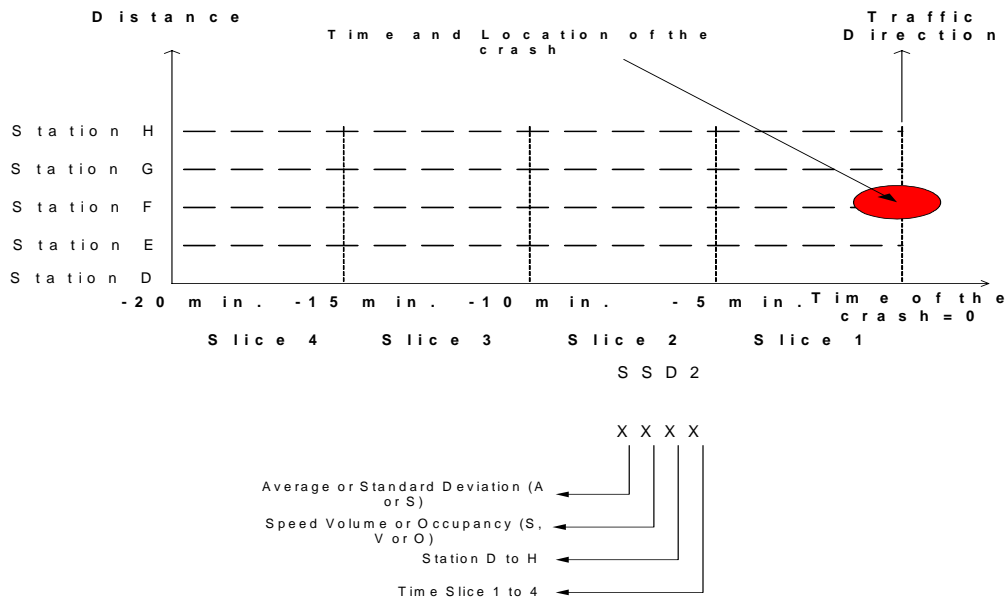 Distance
Traffic
Direction
Time and Location of the
crash
Station H
Station G
Station F
Station E
Station D
-20 min. -15 min. -10 min. -5 min. Time of the
crash=0
Slice 4 Slice 3 Slice 2 Slice 1
SSD2
XXXX
Average or Standard Deviation (A
or S)
Speed Volume or Occupancy (S,
V or O)
Station D to H
Time Slice 1 to 4